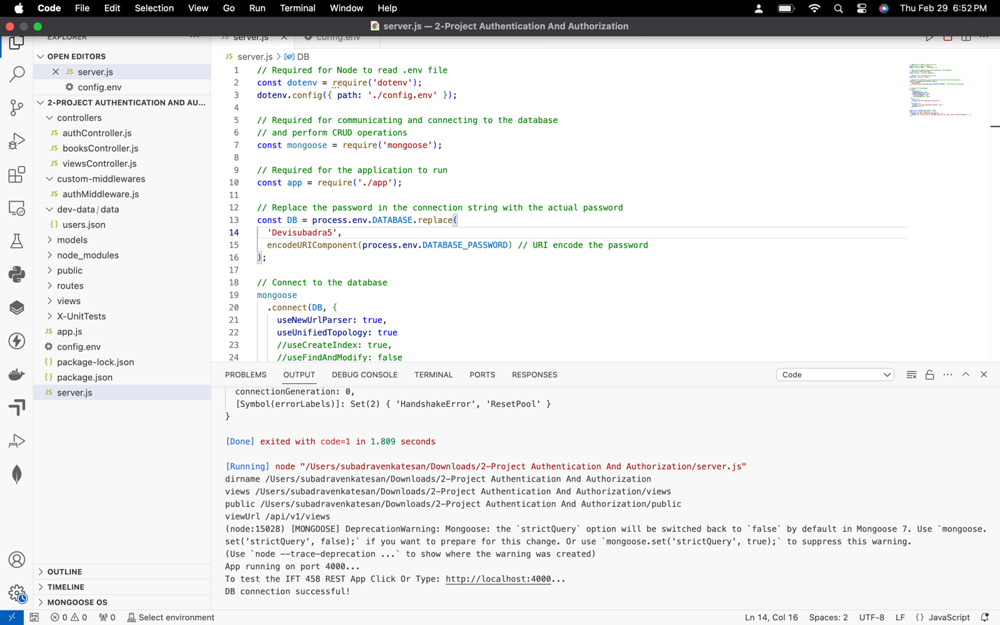 Code File Edit Selection View Go Run Terminal Window Help Thu Feb 29 6:52 PM
server.js — 2-Project Authentication And Authorization
EXPLORER
OPEN EDITORS
JS server.js
config.env
2-PROJECT AUTHENTICATION AND AU...
controllers
JS authController.js
JS booksController.js
JS viewsController.js
custom-middlewares
JS authMiddleware.js
dev-data / data
{} users.json
models
node_modules
public
routes
views
X-UnitTests
JS app.js
config.env
{} package-lock.json
{} package.json
JS server.js
OUTLINE
TIMELINE
MONGOOSE OS
JS server.js config.env
JS server.js > DB
1 // Required for Node to read .env file
2 const dotenv = require('dotenv');
3 dotenv.config({ path: './config.env' });
4
5 // Required for communicating and connecting to the database
6 // and perform CRUD operations
7 const mongoose = require('mongoose');
8
9 // Required for the application to run
10 const app = require('./app');
11
12 // Replace the password in the connection string with the actual password
13 const DB = process.env.DATABASE.replace(
14 'Devisubadra5',
15 encodeURIComponent(process.env.DATABASE_PASSWORD) // URI encode the password
16 );
17
18 // Connect to the database
19 mongoose
20 .connect(DB, {
21 useNewUrlParser: true,
22 useUnifiedTopology: true
23 //useCreateIndex: true,
24 //useFindAndModify: false
PROBLEMS OUTPUT DEBUG CONSOLE TERMINAL PORTS RESPONSES Code
connectionGeneration: 0,
[Symbol(errorLabels)]: Set(2) { 'HandshakeError', 'ResetPool' }
}
[Done] exited with code=1 in 1.809 seconds
[Running] node "/Users/subadravenkatesan/Downloads/2-Project Authentication And Authorization/server.js"
dirname /Users/subadravenkatesan/Downloads/2-Project Authentication And Authorization
views /Users/subadravenkatesan/Downloads/2-Project Authentication And Authorization/views
public /Users/subadravenkatesan/Downloads/2-Project Authentication And Authorization/public
viewUrl /api/v1/views
(node:15028) [MONGOOSE] DeprecationWarning: Mongoose: the `strictQuery` option will be switched back to `false` by default in Mongoose 7. Use `mongoose.
set('strictQuery', false);` if you want to prepare for this change. Or use `mongoose.set('strictQuery', true);` to suppress this warning.
(Use `node --trace-deprecation ...` to show where the warning was created)
App running on port 4000...
To test the IFT 458 REST App Click Or Type: http://localhost:4000...
DB connection successful!
0 0 0 Select environment Ln 14, Col 16 Spaces: 2 UTF-8 LF {} JavaScript